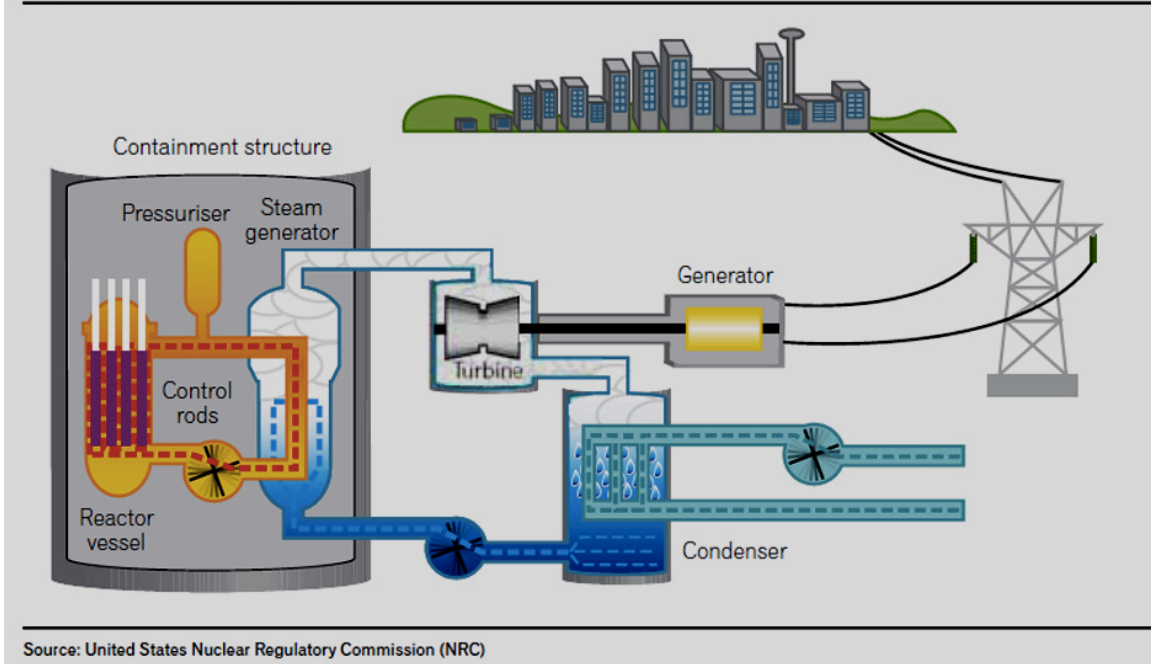 Containment structure
Pressuriser
Steam
generator
Generator
Turbine
Control
rods
Reactor
vessel
Condenser
Source: United States Nuclear Regulatory Commission (NRC)